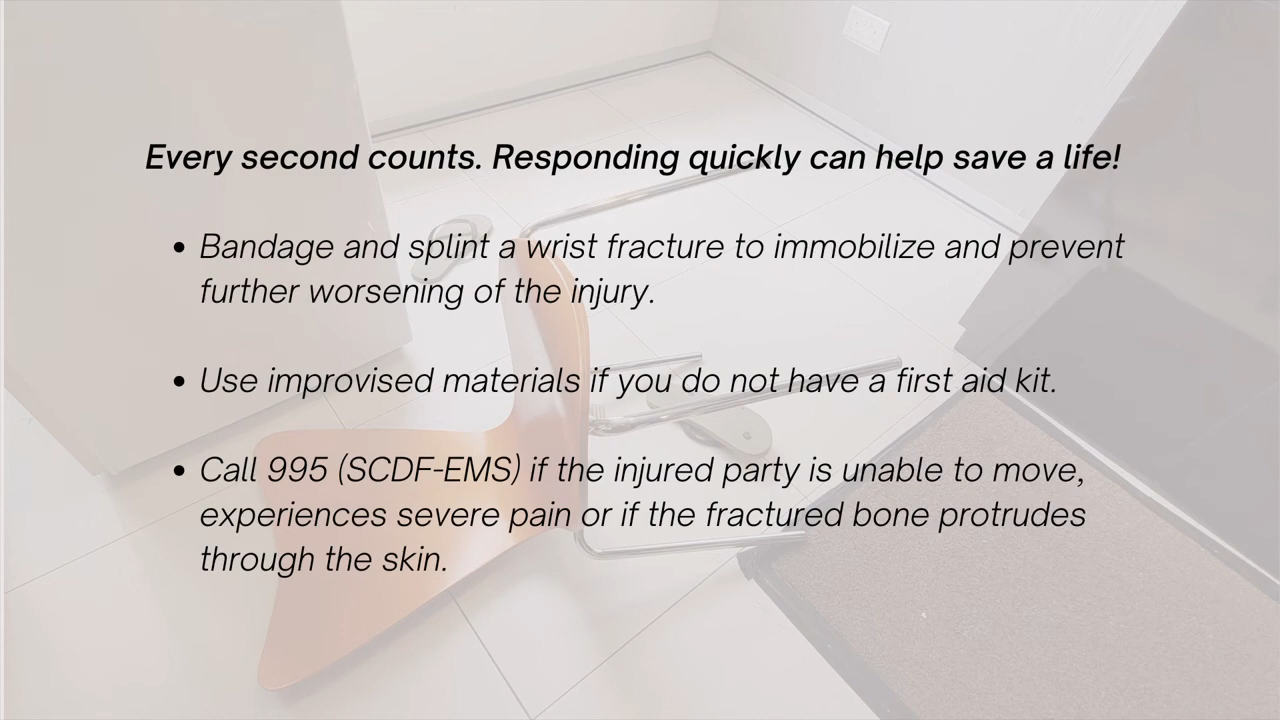 Every second counts. Responding quickly can help save a life!
• Bandage and splint a wrist fracture to immobilize and prevent
further worsening of the injury.
• Use improvised materials if you do not have a first aid kit.
• Call 995 (SCDF-EMS) if the injured party is unable to move,
experiences severe pain or if the fractured bone protrudes
through the skin.